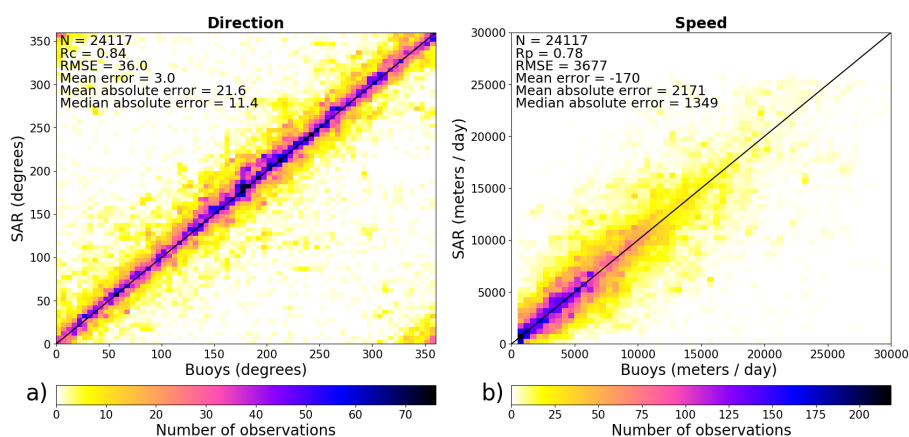 Direction
N = 24117
Rc = 0.84
RMSE = 36.0
Mean error = 3.0
Mean absolute error = 21.6
Median absolute error = 11.4
350
300
250
200
150
100
50
0
SAR (degrees)
0 50 100 150 200 250 300 350
Buoys (degrees)
a)
0 10 20 30 40 50 60 70
Number of observations
Speed
N = 24117
Rp = 0.78
RMSE = 3677
Mean error = -170
Mean absolute error = 2171
Median absolute error = 1349
30000
25000
20000
15000
10000
5000
0
SAR (meters / day)
0 5000 10000 15000 20000 25000 30000
Buoys (meters / day)
b)
0 25 50 75 100 125 150 175 200
Number of observations